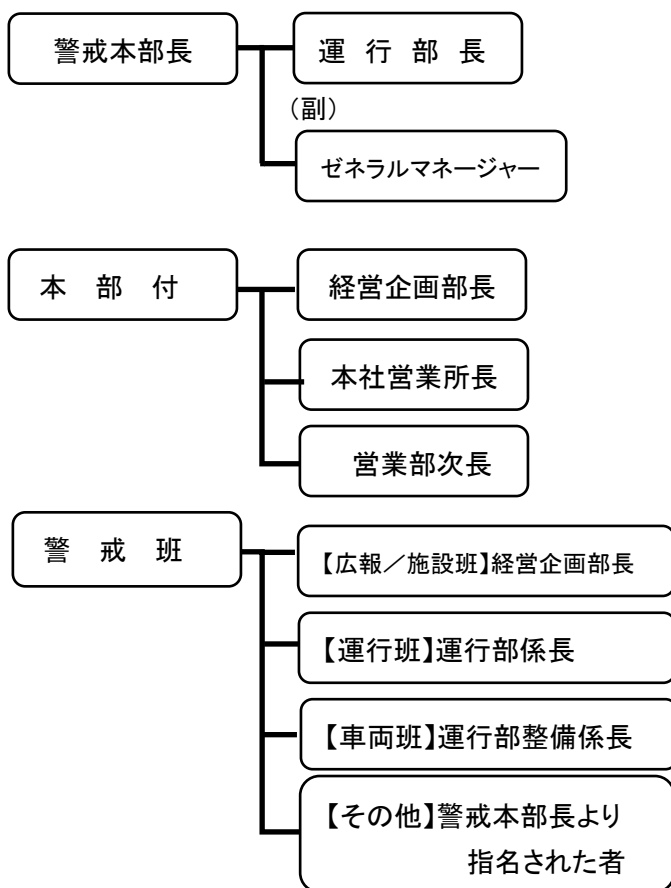 警戒本部長
運行部長
(副)
ゼネラルマネージャー
本部付
経営企画部長
本社営業所長
営業部次長
警戒班
【広報／施設班】経営企画部長
【運行班】運行部係長
【車両班】運行部整備係長
【その他】警戒本部長より
指名された者